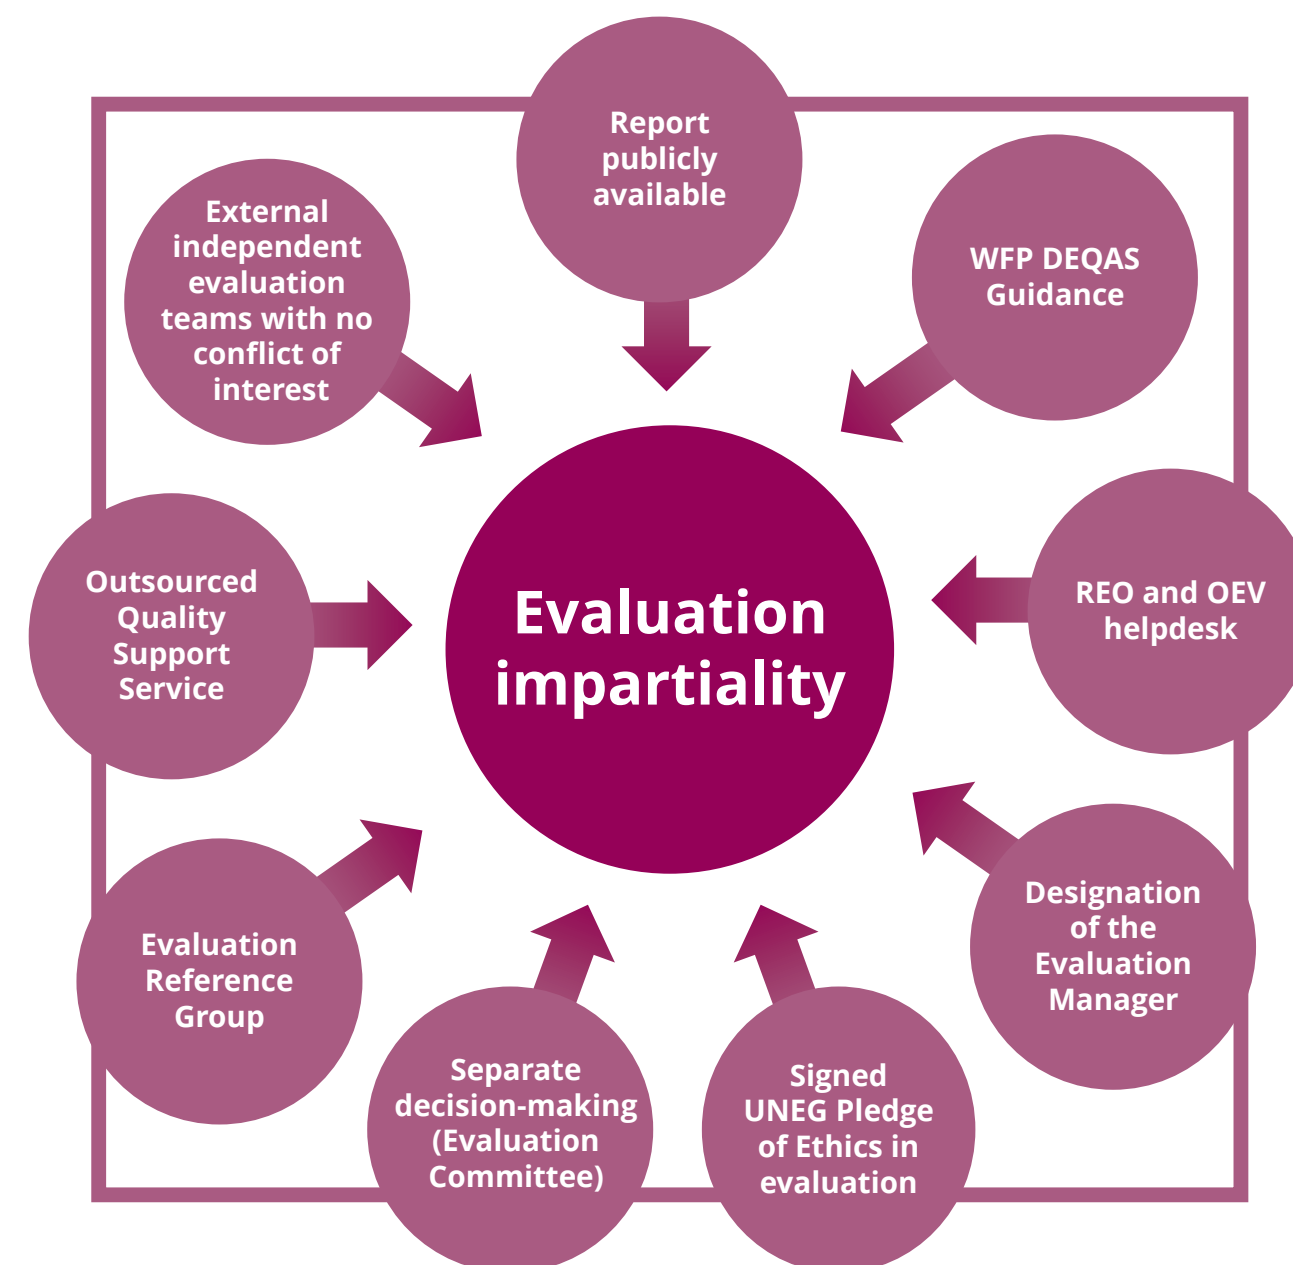 Report
publicly
available
WFP DEQAS
Guidance
REO and OEV
helpdesk
Designation
of the
Evaluation
Manager
Signed
UNEG Pledge
of Ethics in
evaluation
Separate
decision-making
(Evaluation
Committee)
Evaluation
Reference
Group
Outsourced
Quality
Support
Service
External
independent
evaluation
teams with no
conflict of
interest
Evaluation
impartiality